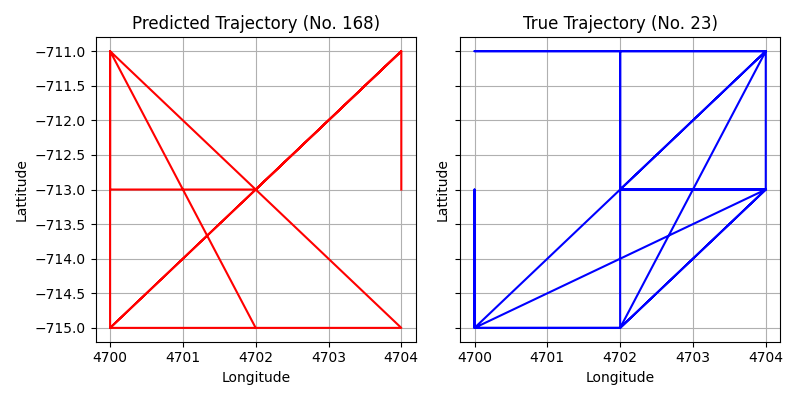 Predicted Trajectory (No. 168)
True Trajectory (No. 23)
−711.0
−711.5
−712.0
−712.5
−713.0
−713.5
−714.0
−714.5
−715.0
Lattitude
Lattitude
4700 4701 4702 4703 4704
4700 4701 4702 4703 4704
Longitude
Longitude